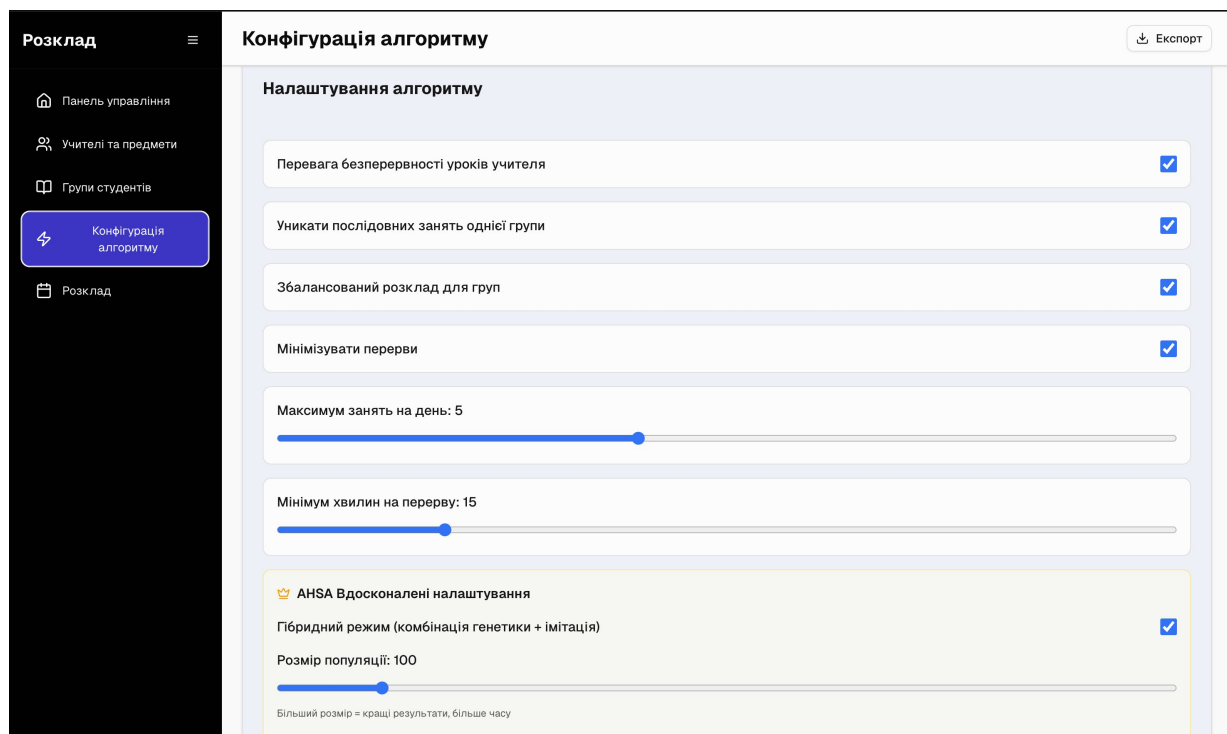 Розклад
Панель управління
Учителі та предмети
Групи студентів
Конфігурація
алгоритму
Розклад
Конфігурація алгоритму
Експорт
Налаштування алгоритму
Перевага безперервності уроків учителя
Уникати послідовних занять однієї групи
Збалансований розклад для груп
Мінімізувати перерви
Максимум занять на день: 5
Мінімум хвилин на перерву: 15
AHSA Вдосконалені налаштування
Гібридний режим (комбінація генетики + імітація)
Розмір популяції: 100
Більший розмір = кращі результати, більше часу